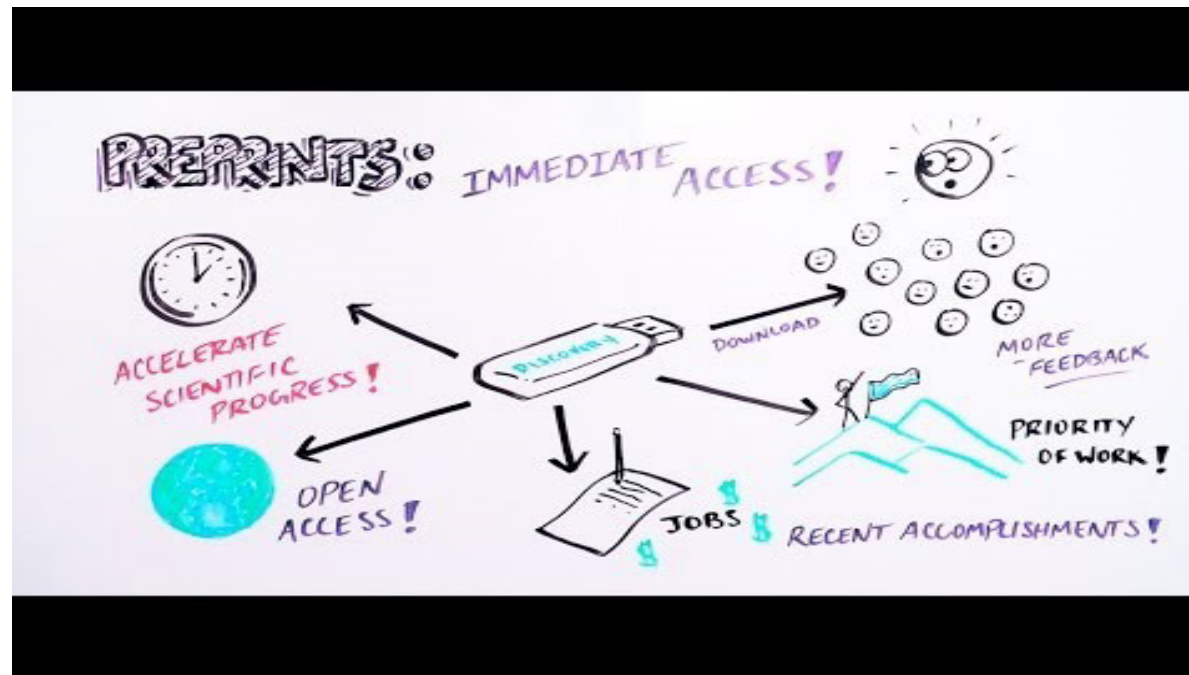 PREPRINTS:
IMMEDIATE ACCESS!
ACCELERATE
SCIENTIFIC
PROGRESS!
DISCOVERY
DOWNLOAD
MORE
FEEDBACK
PRIORITY
OF WORK!
OPEN
ACCESS!
JOBS
$
$
$
RECENT ACCOMPLISHMENTS!